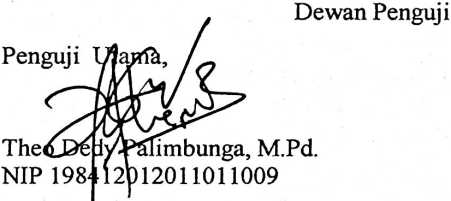 Dewan Penguji
Penguji Utama,
Theo Dedy Palimbunga, M.Pd.
NIP 198412012011011009